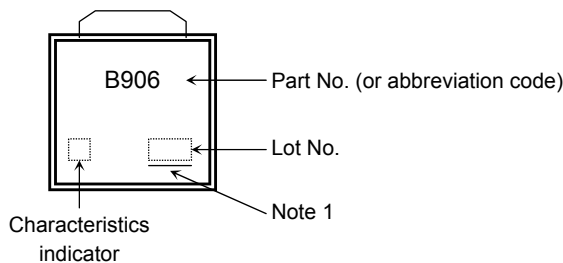 B906
Part No. (or abbreviation code)
Lot No.
Note 1
Characteristics
indicator